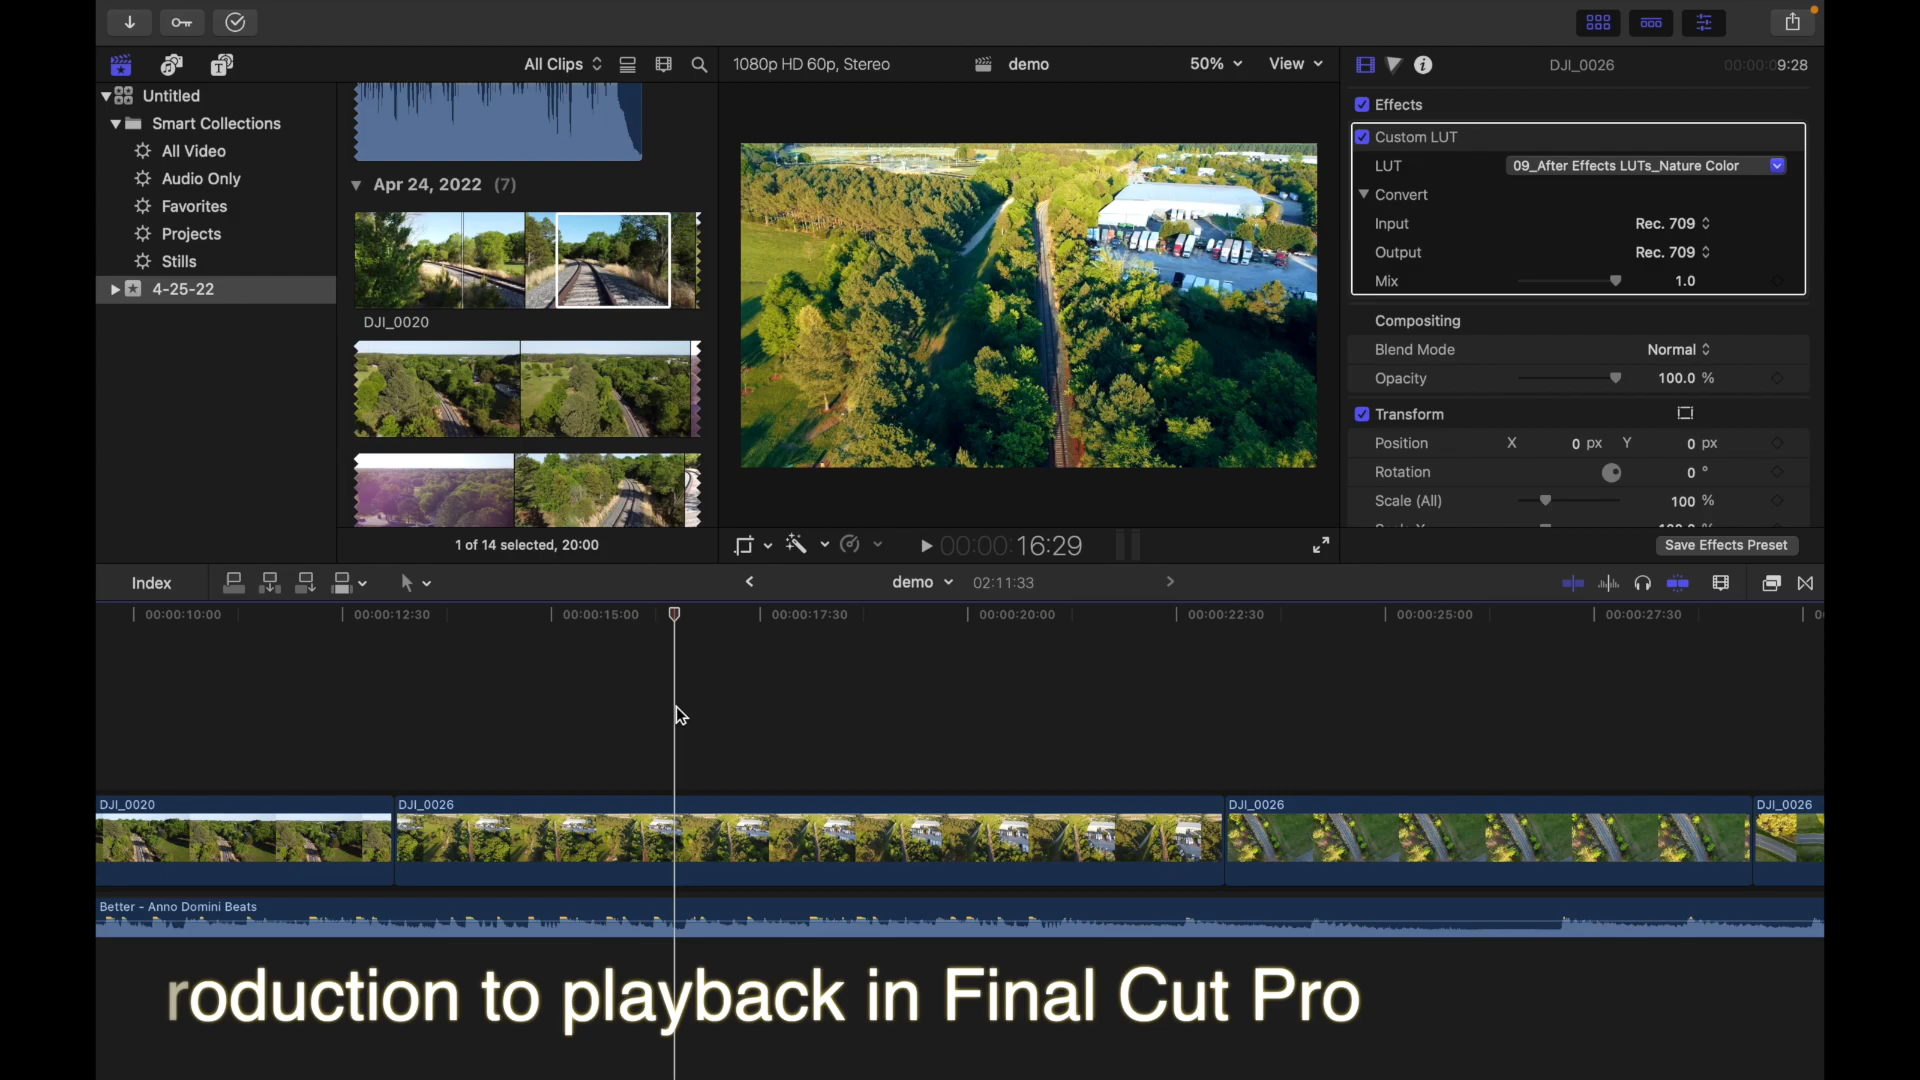 All Clips
1080p HD 60p, Stereo
demo
50%
View
DJI_0026
00:00:09:28
Untitled
Smart Collections
All Video
Audio Only
Favorites
Projects
Stills
4-25-22
Apr 24, 2022 (7)
DJI_0020
1 of 14 selected, 20:00
00:00:16:29
Effects
Custom LUT
LUT 09_After Effects LUTs_Nature Color
Convert
Input Rec. 709
Output Rec. 709
Mix 1.0
Compositing
Blend Mode Normal
Opacity 100.0 %
Transform
Position X 0 px Y 0 px
Rotation 0 °
Scale (All) 100 %
Save Effects Preset
Index
demo 02:11:33
00:00:10:00 00:00:12:30 00:00:15:00 00:00:17:30 00:00:20:00 00:00:22:30 00:00:25:00 00:00:27:30
DJI_0020 DJI_0026 DJI_0026 DJI_0026
Better - Anno Domini Beats
roduction to playback in Final Cut Pro